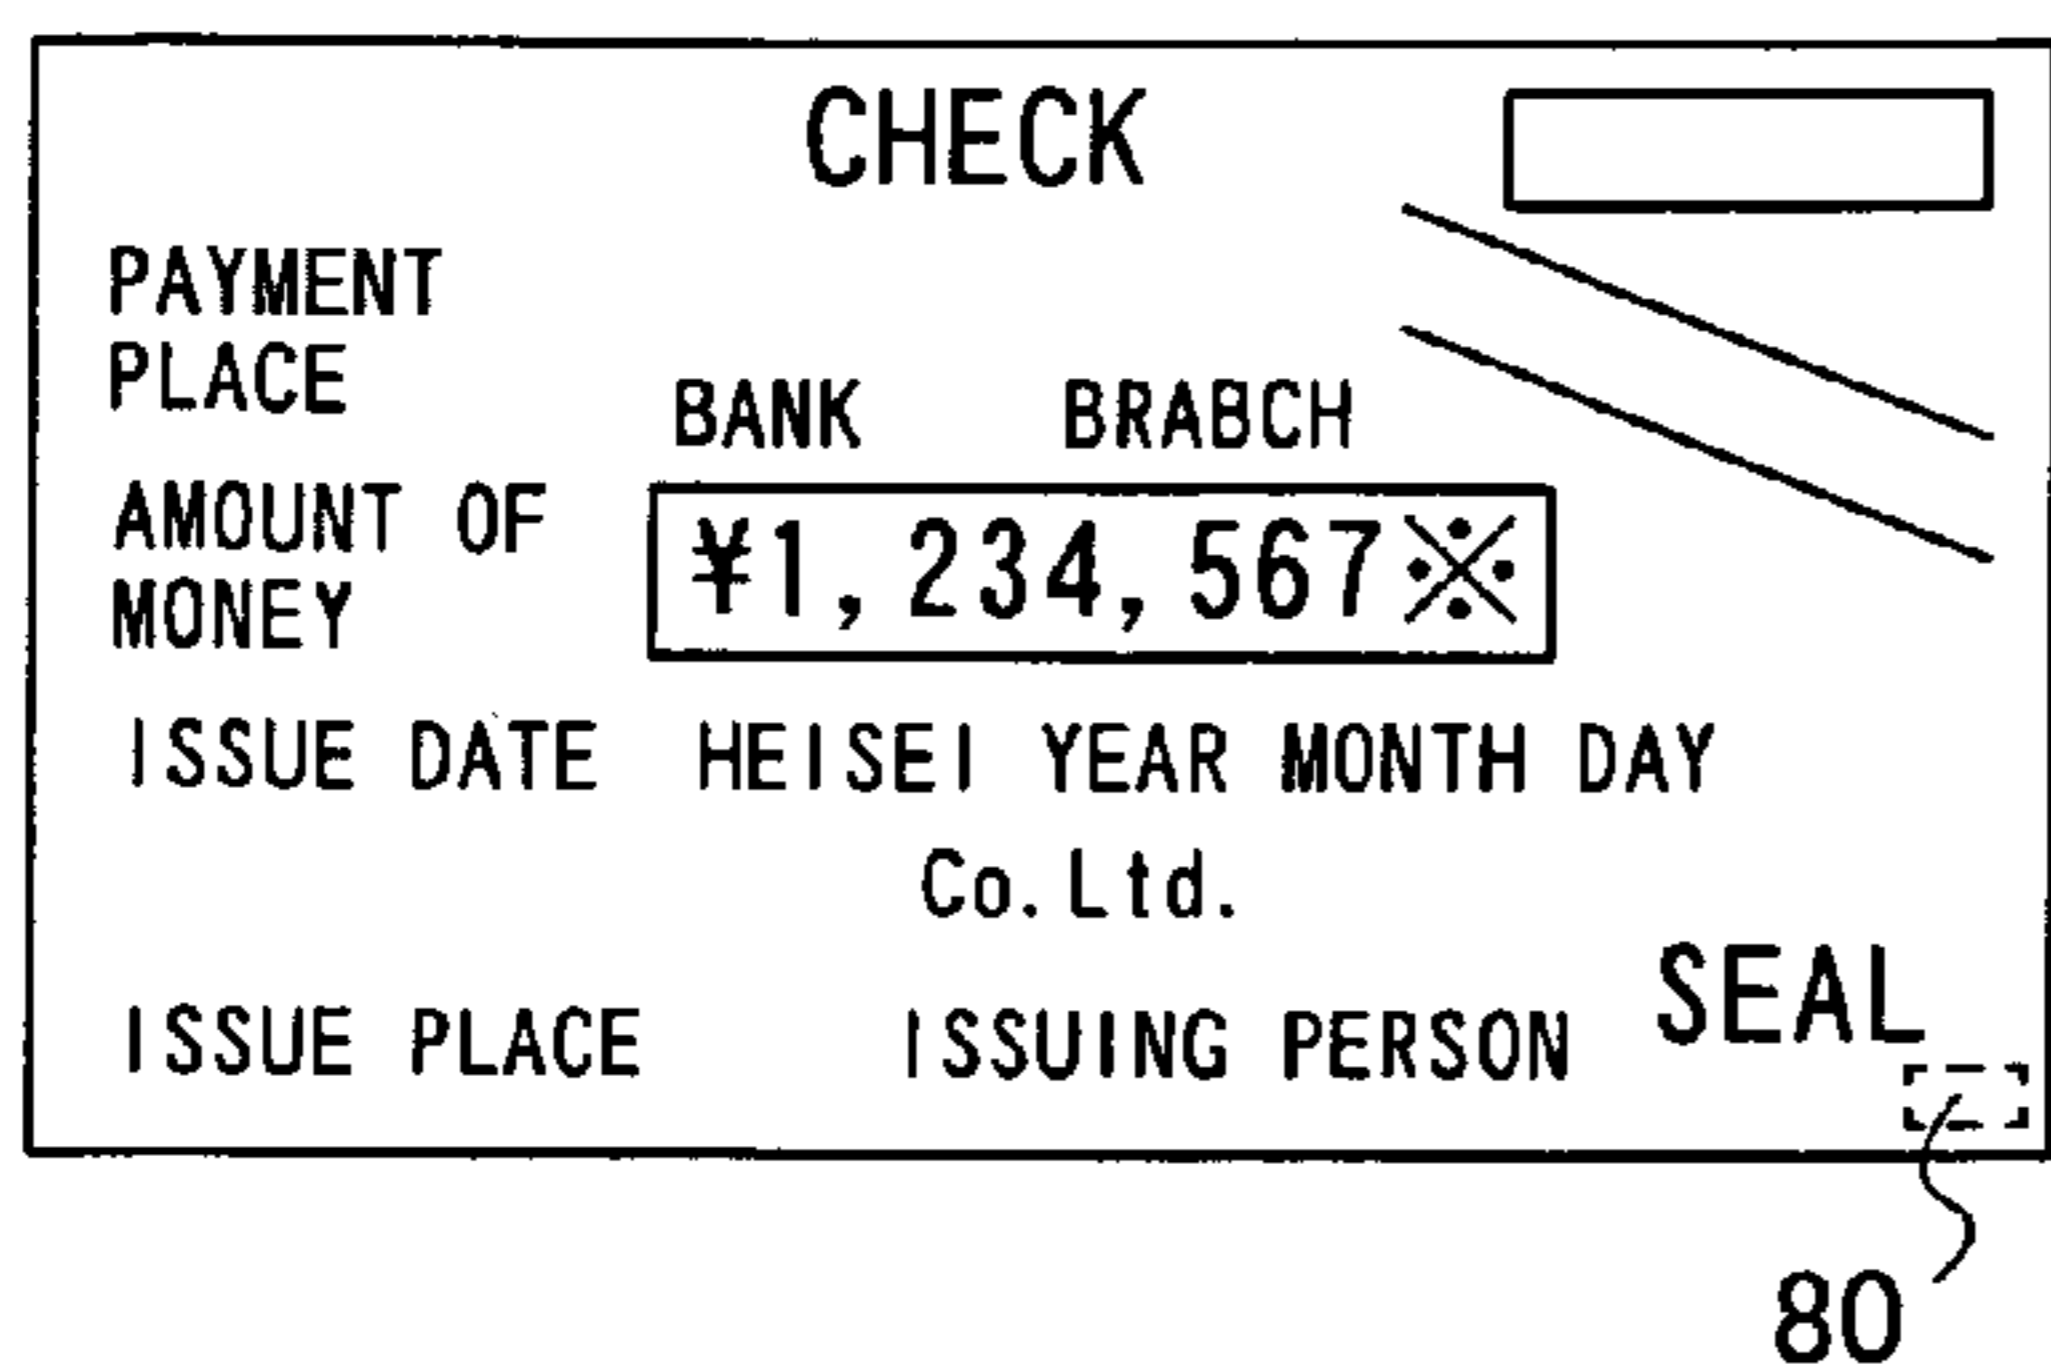 CHECK
PAYMENT
PLACE
BANK BRABCH
AMOUNT OF
MONEY
¥1,234,567※
ISSUE DATE HEISEI YEAR MONTH DAY
Co.Ltd.
SEAL
ISSUE PLACE ISSUING PERSON
80